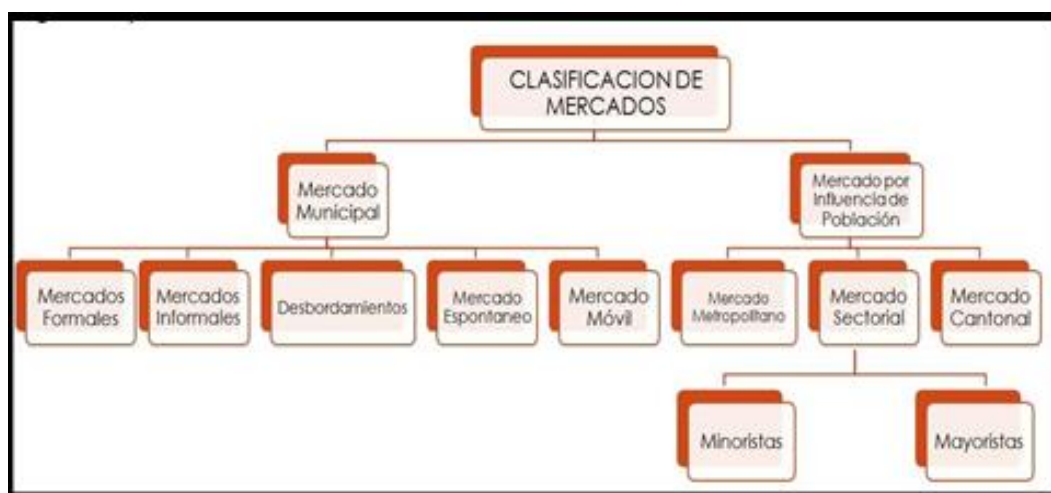 CLASIFICACION DE
MERCADOS
Mercado
Municipal
Mercado por
Influencia de
Población
Mercados
Formales
Mercados
Informales
Desbordamientos
Mercado
Espontaneo
Mercado
Móvil
Mercado
Metropolitano
Mercado
Sectorial
Mercado
Cantonal
Minoristas
Mayoristas